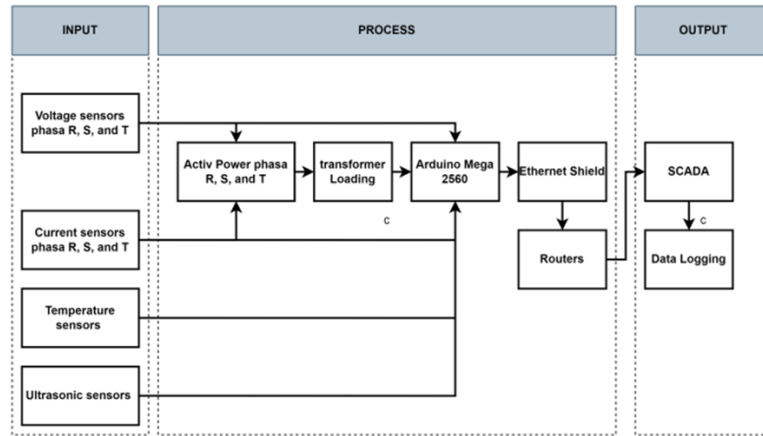 INPUT
PROCESS
OUTPUT
Voltage sensors
phasa R, S, and T
Activ Power phasa
R, S, and T
transformer
Loading
Arduino Mega
2560
Ethernet Shield
SCADA
Current sensors
phasa R, S, and T
c
c
Routers
Data Logging
Temperature
sensors
Ultrasonic sensors